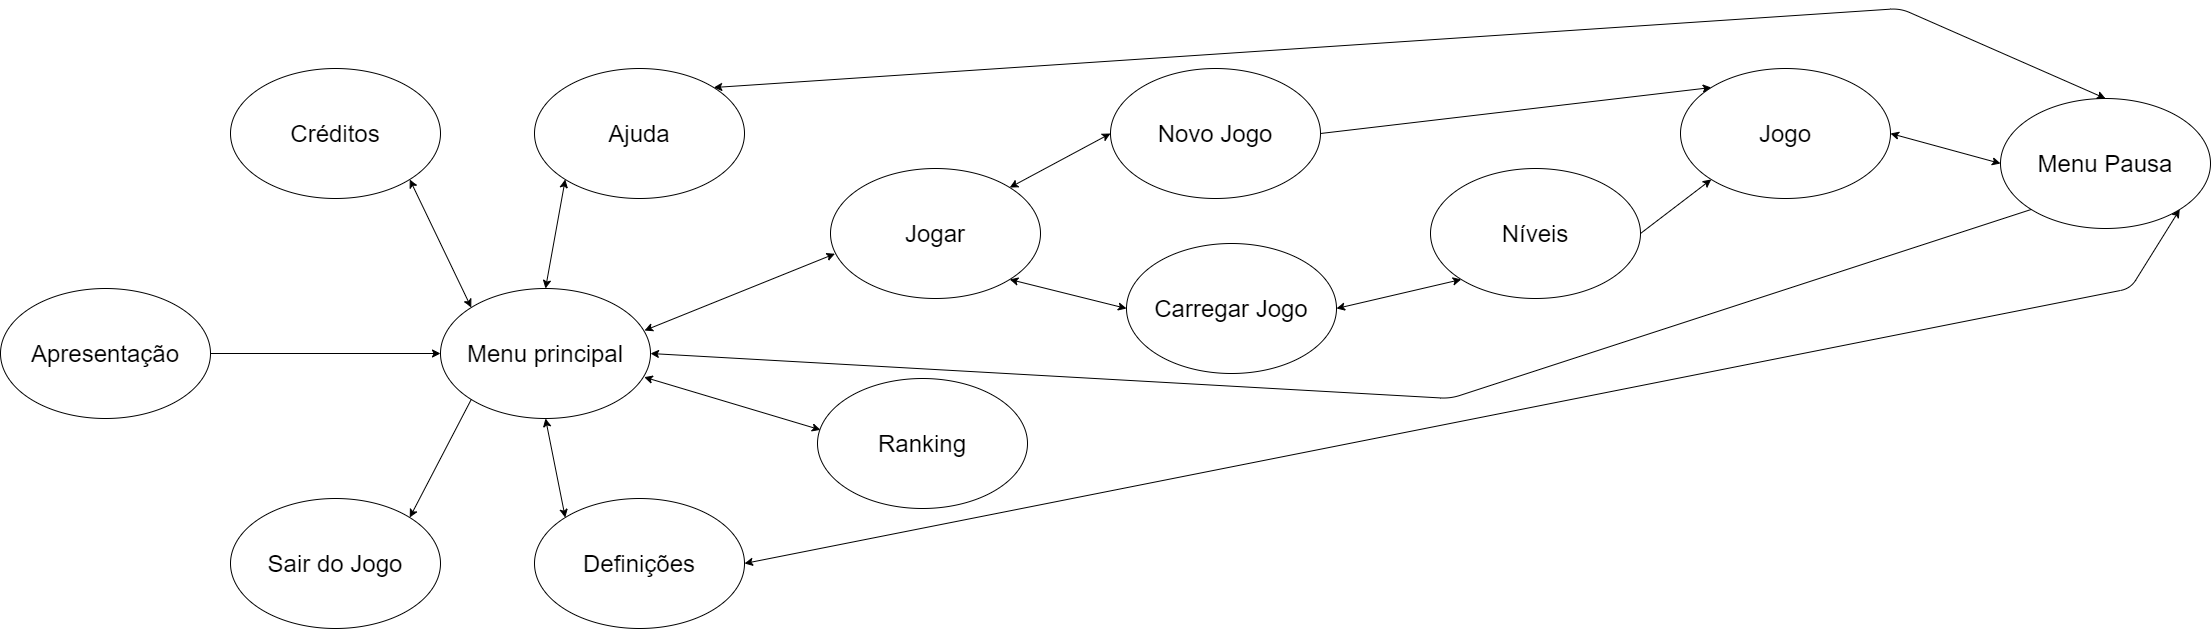 Créditos
Ajuda
Novo Jogo
Jogo
Menu Pausa
Jogar
Níveis
Carregar Jogo
Apresentação
Menu principal
Ranking
Sair do Jogo
Definições